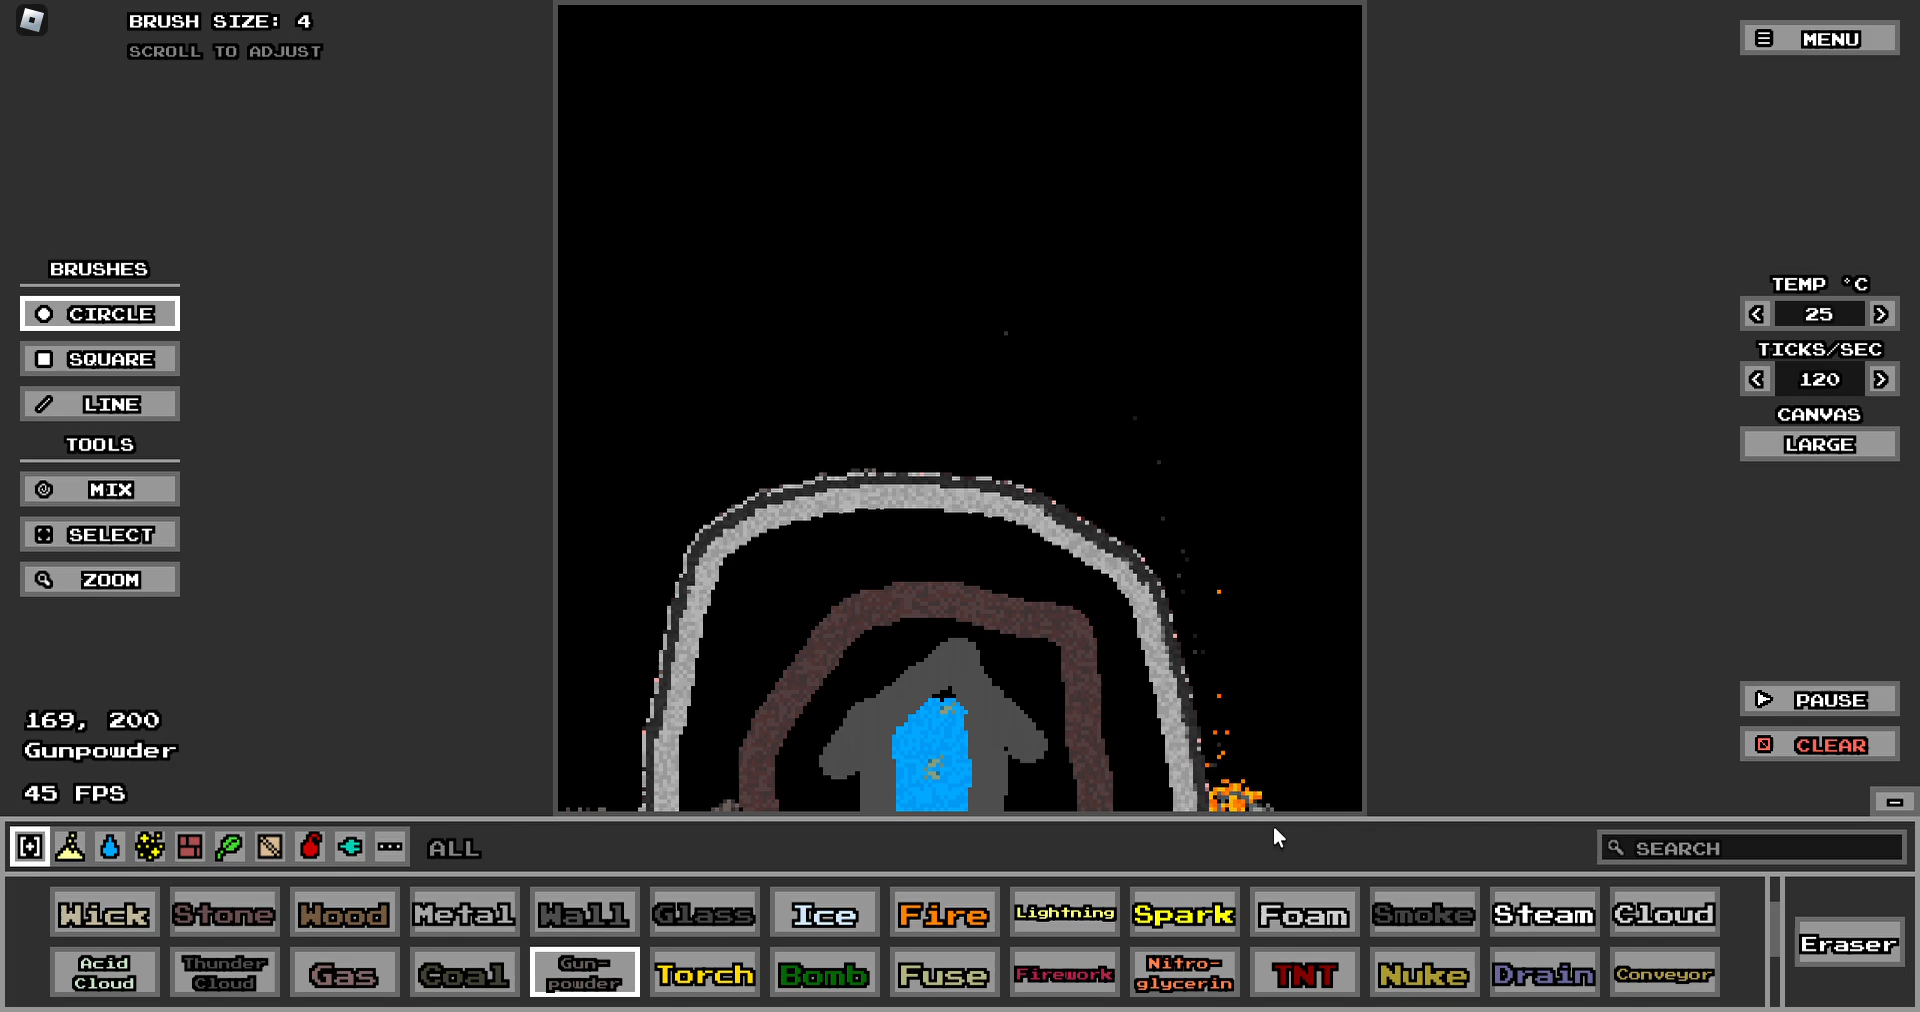 BRUSH SIZE: 4
SCROLL TO ADJUST
MENU
BRUSHES
CIRCLE
SQUARE
LINE
TOOLS
MIX
SELECT
ZOOM
TEMP °C
25
TICKS/SEC
120
CANVAS
LARGE
169, 200
Gunpowder
45 FPS
PAUSE
CLEAR
ALL
SEARCH
Wick Stone Wood Metal Wall Glass Ice Fire Lightning Spark Foam Smoke Steam Cloud
Acid Cloud Thunder Cloud Gas Coal Gun-powder Torch Bomb Fuse Firework Nitro-glycerin TNT Nuke Drain Conveyor
Eraser